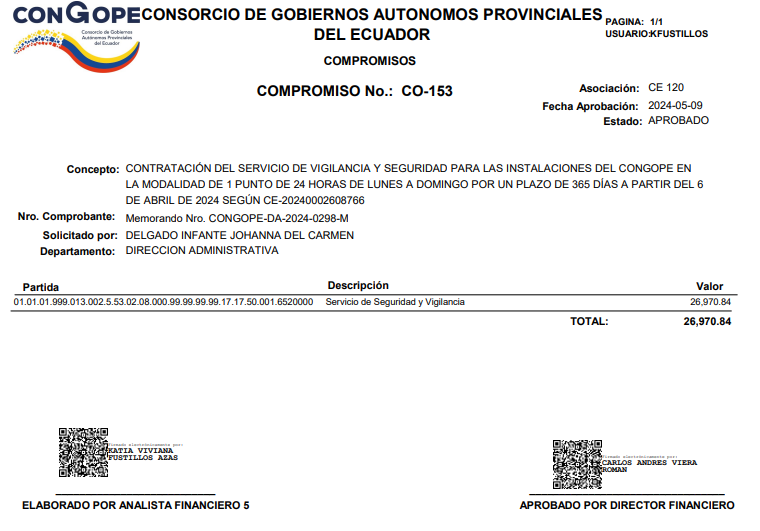 CONGOPE
Consorcio de Gobiernos
Autónomos Provinciales
del Ecuador
CONSORCIO DE GOBIERNOS AUTONOMOS PROVINCIALES
DEL ECUADOR
PAGINA: 1/1
USUARIO:KFUSTILLOS
COMPROMISOS
COMPROMISO No.: CO-153
Asociación: CE 120
Fecha Aprobación: 2024-05-09
Estado: APROBADO
Concepto: CONTRATACIÓN DEL SERVICIO DE VIGILANCIA Y SEGURIDAD PARA LAS INSTALACIONES DEL CONGOPE EN
LA MODALIDAD DE 1 PUNTO DE 24 HORAS DE LUNES A DOMINGO POR UN PLAZO DE 365 DÍAS A PARTIR DEL 6
DE ABRIL DE 2024 SEGÚN CE-20240002608766
Nro. Comprobante: Memorando Nro. CONGOPE-DA-2024-0298-M
Solicitado por: DELGADO INFANTE JOHANNA DEL CARMEN
Departamento: DIRECCION ADMINISTRATIVA
Partida Descripción Valor
01.01.01.999.013.002.5.53.02.08.000.99.99.99.99.17.17.50.001.6520000 Servicio de Seguridad y Vigilancia 26,970.84
TOTAL: 26,970.84
Firmado electrónicamente por:
KATIA VIVIANA
FUSTILLOS AZAS
Firmado electrónicamente por:
CARLOS ANDRES VIERA
ROMAN
ELABORADO POR ANALISTA FINANCIERO 5
APROBADO POR DIRECTOR FINANCIERO